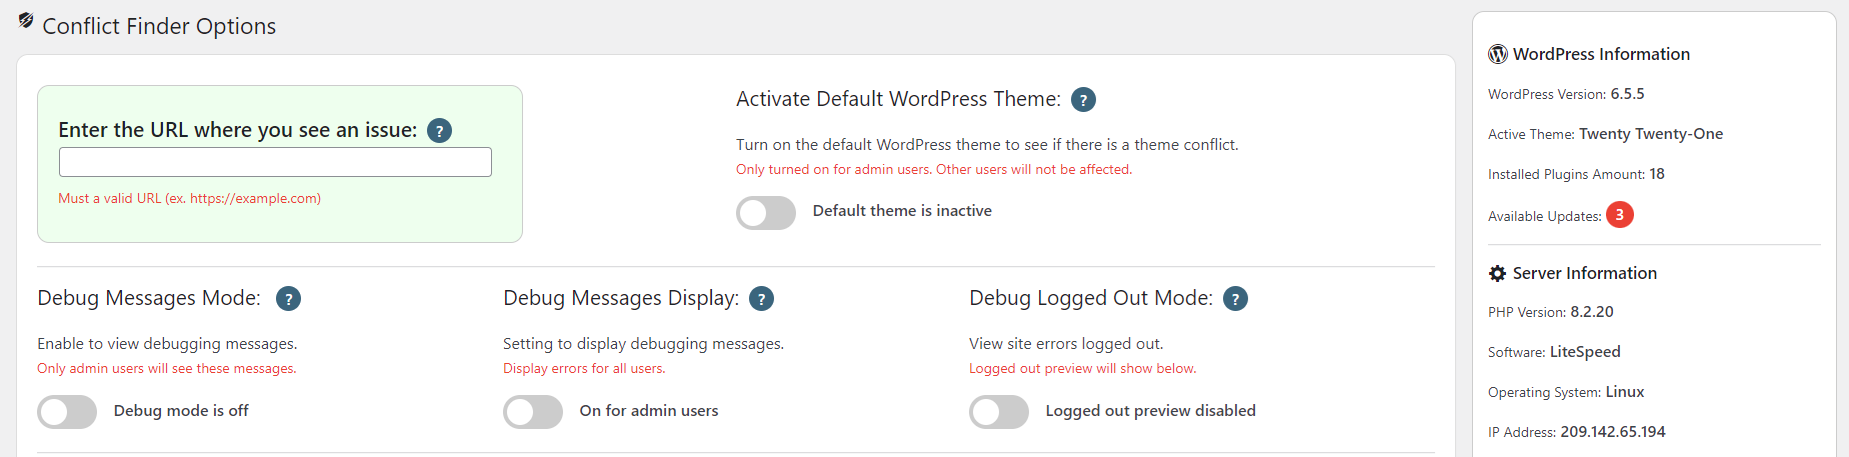 Conflict Finder Options
Enter the URL where you see an issue: ?
Must a valid URL (ex. https://example.com)
Activate Default WordPress Theme: ?
Turn on the default WordPress theme to see if there is a theme conflict.
Only turned on for admin users. Other users will not be affected.
Default theme is inactive
Debug Messages Mode: ?
Enable to view debugging messages.
Only admin users will see these messages.
Debug mode is off
Debug Messages Display: ?
Setting to display debugging messages.
Display errors for all users.
On for admin users
Debug Logged Out Mode: ?
View site errors logged out.
Logged out preview will show below.
Logged out preview disabled
WordPress Information
WordPress Version: 6.5.5
Active Theme: Twenty Twenty-One
Installed Plugins Amount: 18
Available Updates: 3
Server Information
PHP Version: 8.2.20
Software: LiteSpeed
Operating System: Linux
IP Address: 209.142.65.194